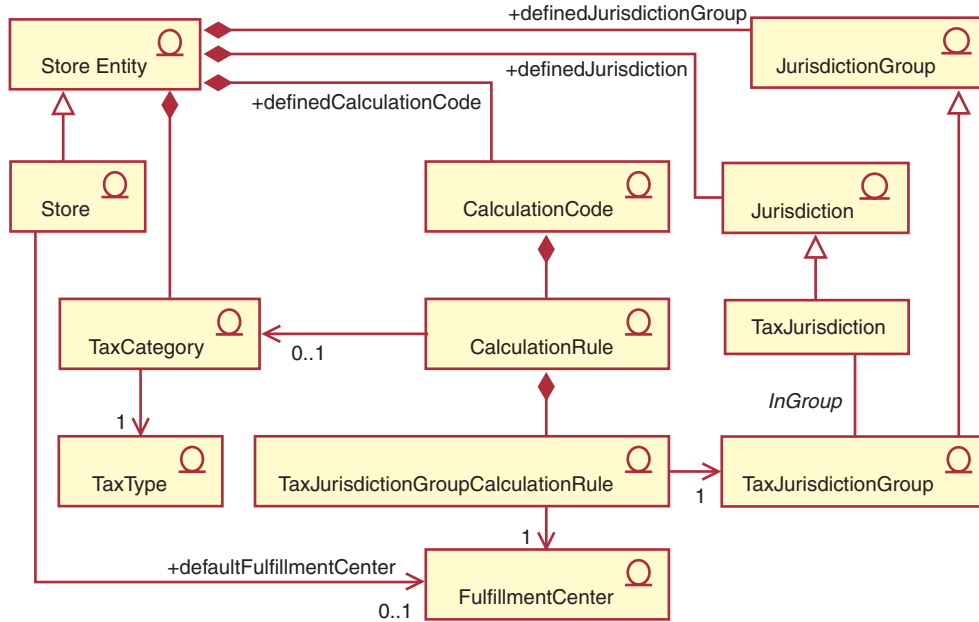 +definedJurisdictionGroup
Store Entity
JurisdictionGroup
+definedJurisdiction
+definedCalculationCode
Store
CalculationCode
Jurisdiction
TaxCategory
0..1
CalculationRule
TaxJurisdiction
InGroup
1
TaxType
TaxJurisdictionGroupCalculationRule
1
TaxJurisdictionGroup
1
+defaultFulfillmentCenter
0..1
FulfillmentCenter